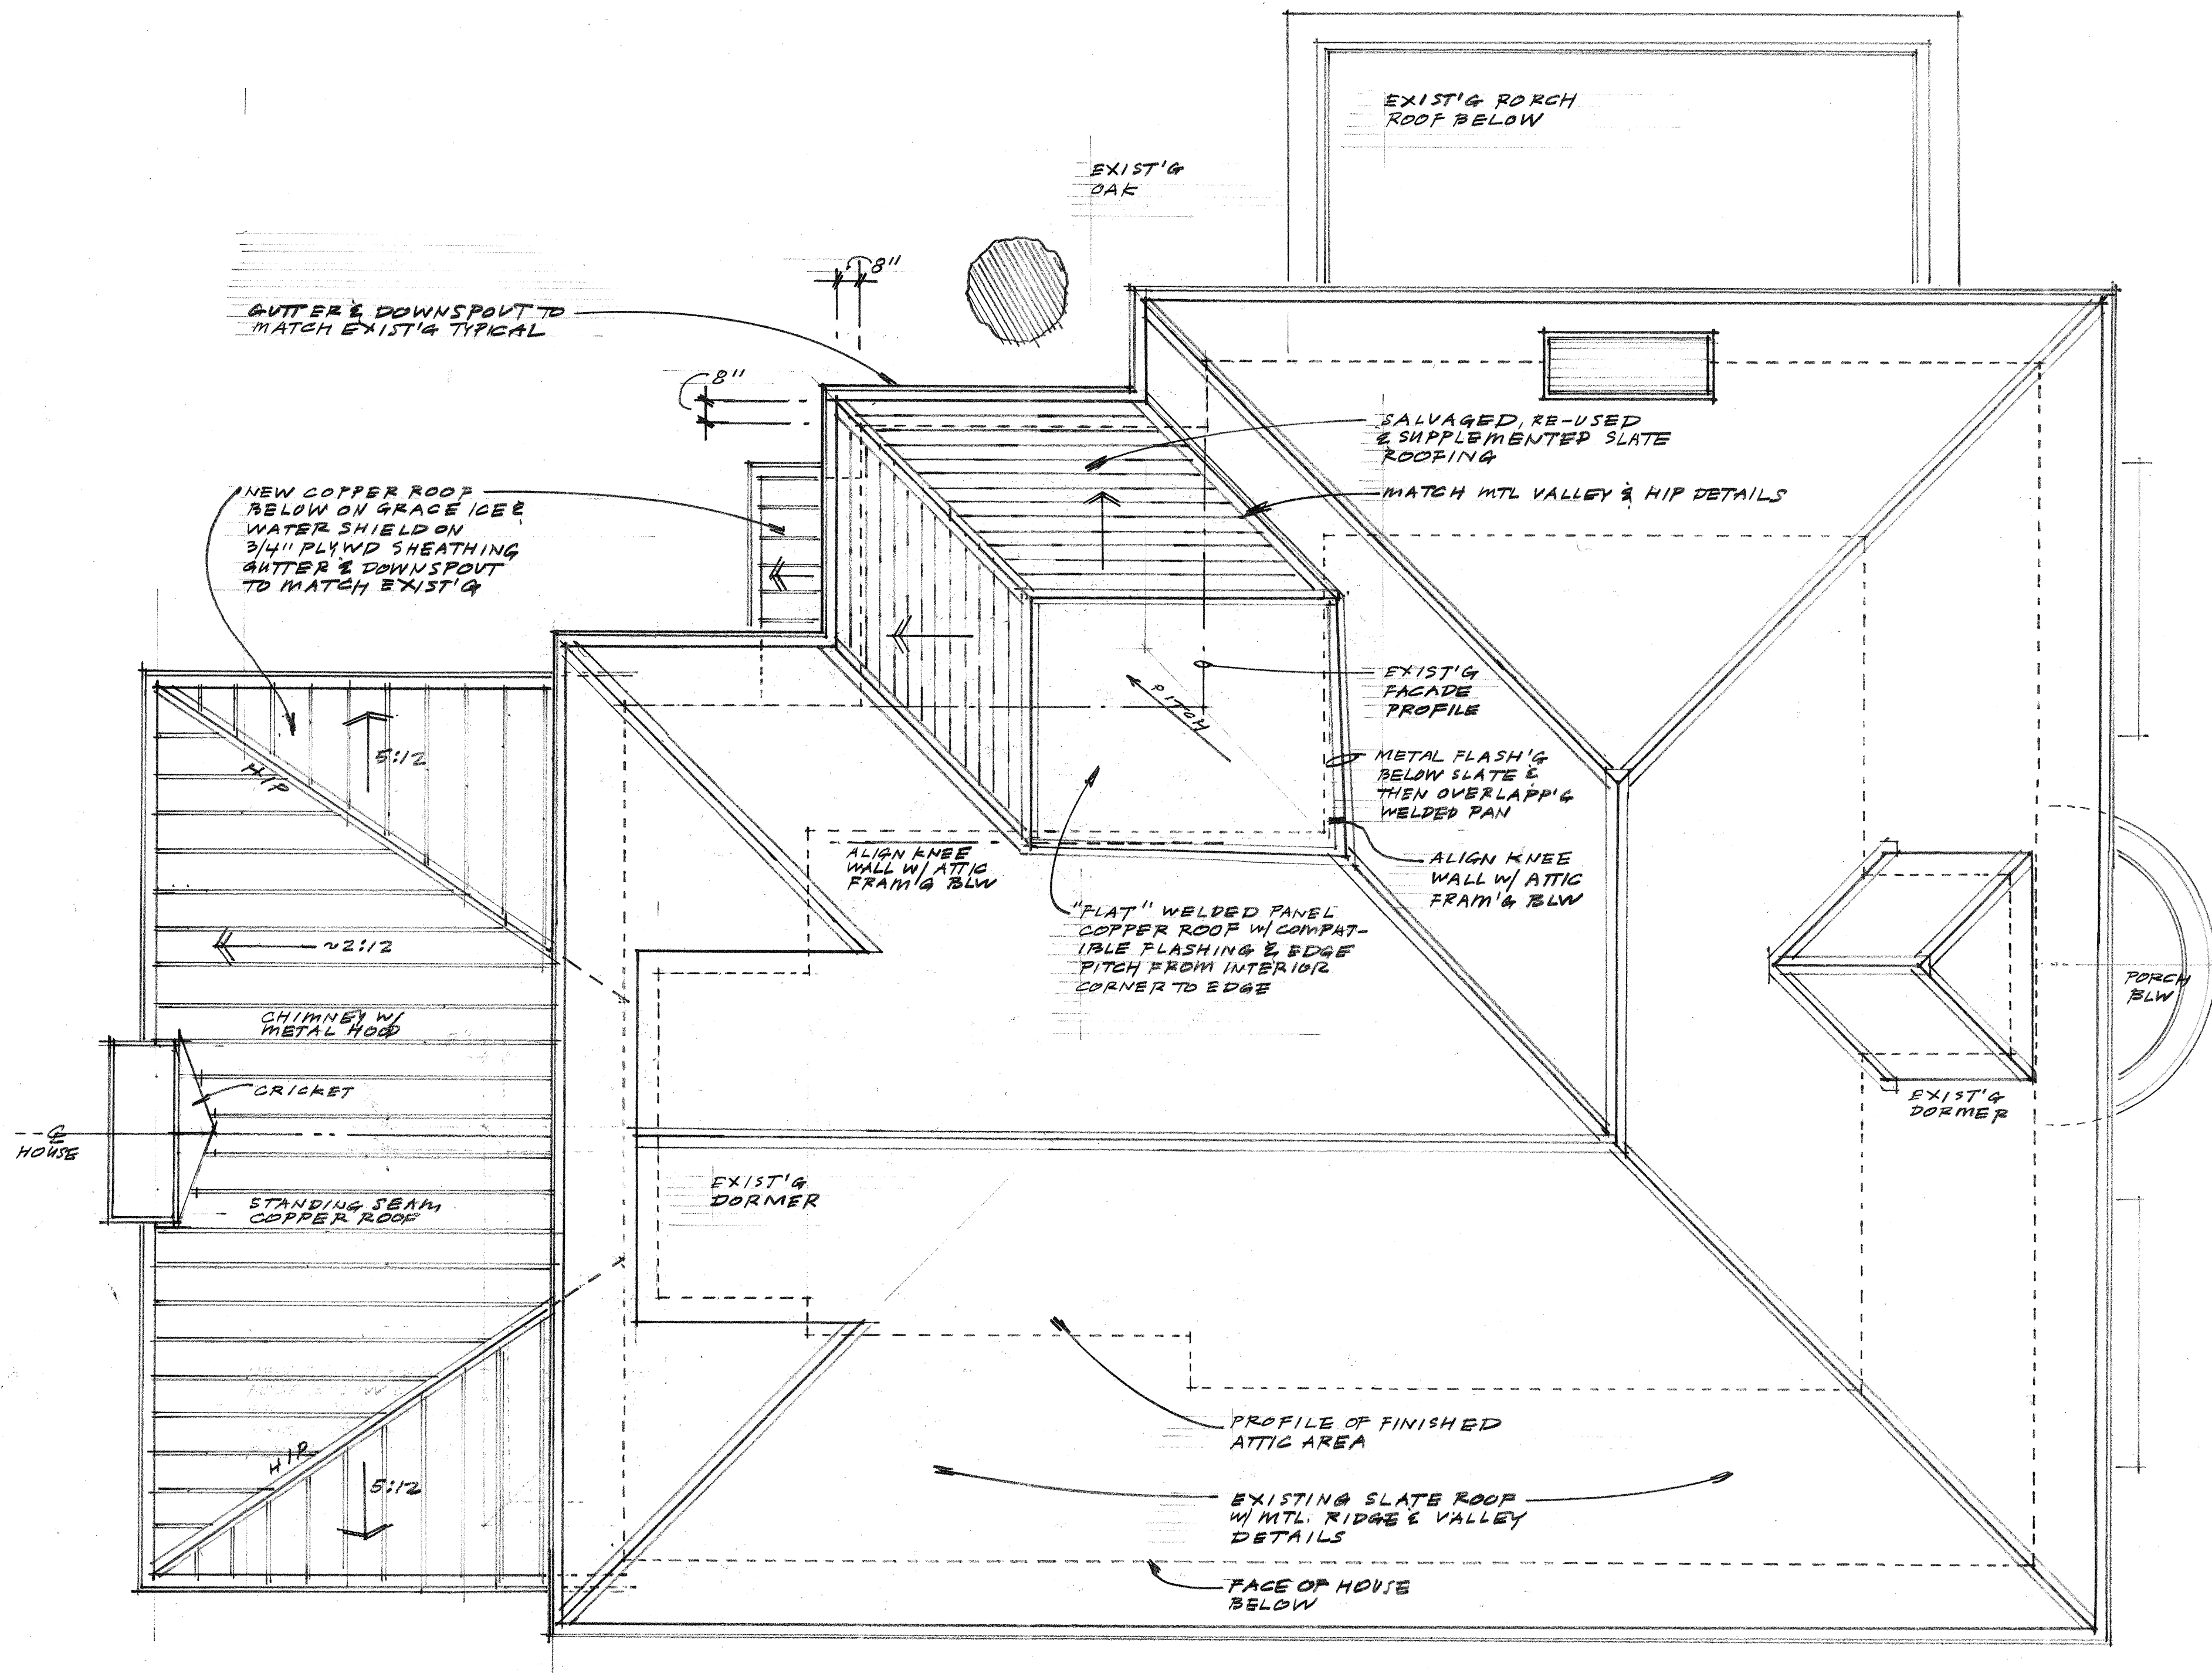 EXIST'G PORCH
ROOF BELOW
EXIST'G
OAK
8"
GUTTER & DOWNSPOUT TO
MATCH EXIST'G TYPICAL
8"
SALVAGED, RE-USED
& SUPPLEMENTED SLATE
ROOFING
MATCH MTL VALLEY & HIP DETAILS
NEW COPPER ROOF
BELOW ON GRACE ICE &
WATER SHIELD ON
3/4" PLYWD SHEATHING
GUTTER & DOWNSPOUT
TO MATCH EXIST'G
EXIST'G
FACADE
PROFILE
PITCH
5:12
HIP
METAL FLASH'G
BELOW SLATE &
THEN OVERLAPP'G
WELDED PAN
ALIGN KNEE
WALL W/ ATTIC
FRAM'G BLW
ALIGN KNEE
WALL W/ ATTIC
FRAM'G BLW
"FLAT" WELDED PANEL
COPPER ROOF W/ COMPAT-
IBLE FLASHING & EDGE
PITCH FROM INTERIOR
CORNER TO EDGE
~2:12
PORCH
BLW
CHIMNEY W/
METAL HOOD
CRICKET
EXIST'G
DORMER
℄
HOUSE
EXIST'G
DORMER
STANDING SEAM
COPPER ROOF
PROFILE OF FINISHED
ATTIC AREA
HIP
5:12
EXISTING SLATE ROOF
W/ MTL. RIDGE & VALLEY
DETAILS
FACE OF HOUSE
BELOW